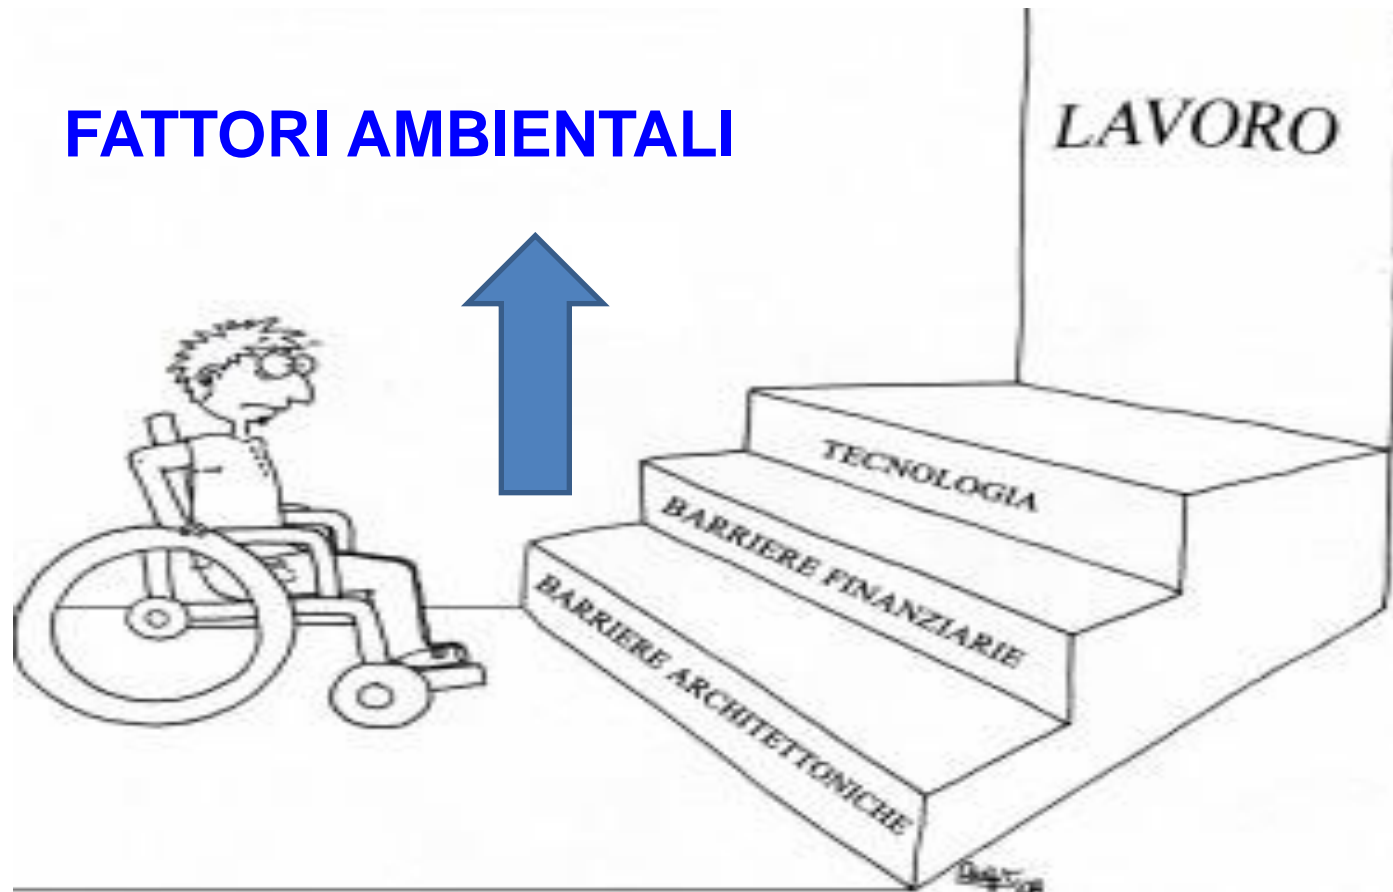 FATTORI AMBIENTALI
LAVORO
TECNOLOGIA
BARRIERE FINANZIARIE
BARRIERE ARCHITETTONICHE